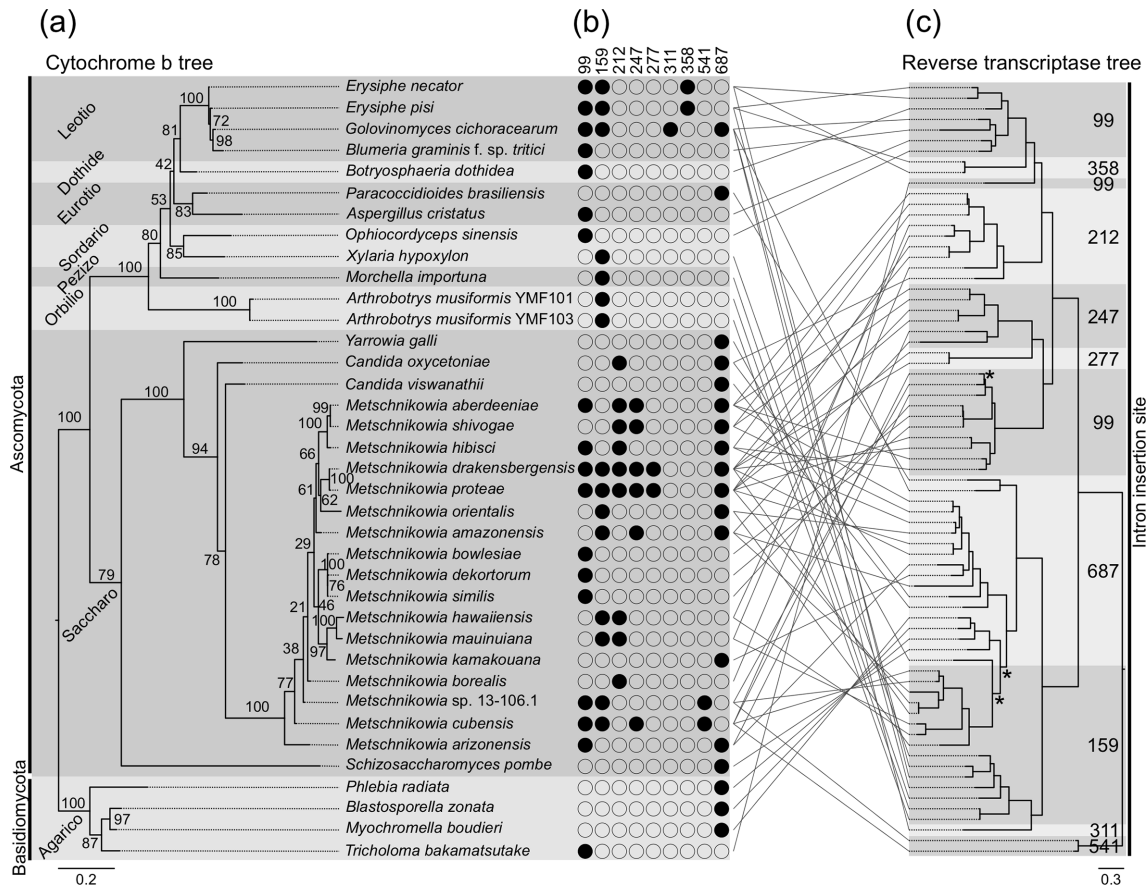 (a)
(b)
(c)
Cytochrome b tree
99
159
212
247
277
311
358
541
687
Reverse transcriptase tree
Ascomycota
Basidiomycota
Leotio
Dothide
Eurotio
Sordario
Pezizo
Orbilio
Saccharo
Agarico
Erysiphe necator
Erysiphe pisi
Golovinomyces cichoracearum
Blumeria graminis f. sp. tritici
Botryosphaeria dothidea
Paracoccidioides brasiliensis
Aspergillus cristatus
Ophiocordyceps sinensis
Xylaria hypoxylon
Morchella importuna
Arthrobotrys musiformis YMF101
Arthrobotrys musiformis YMF103
Yarrowia galli
Candida oxycetoniae
Candida viswanathii
Metschnikowia aberdeeniae
Metschnikowia shivogae
Metschnikowia hibisci
Metschnikowia drakensbergensis
Metschnikowia proteae
Metschnikowia orientalis
Metschnikowia amazonensis
Metschnikowia bowlesiae
Metschnikowia dekortorum
Metschnikowia similis
Metschnikowia hawaiiensis
Metschnikowia mauinuiana
Metschnikowia kamakouana
Metschnikowia borealis
Metschnikowia sp. 13-106.1
Metschnikowia cubensis
Metschnikowia arizonensis
Schizosaccharomyces pombe
Phlebia radiata
Blastosporella zonata
Myochromella boudieri
Tricholoma bakamatsutake
100
72
98
81
42
53
83
80
85
100
100
100
100
94
99
100
66
100
61
62
29
78
100
76
79
21
46
100
38
97
77
100
100
97
87
0.2
99
358
99
212
247
277
*
99
687
*
*
159
311
541
Intron insertion site
0.3